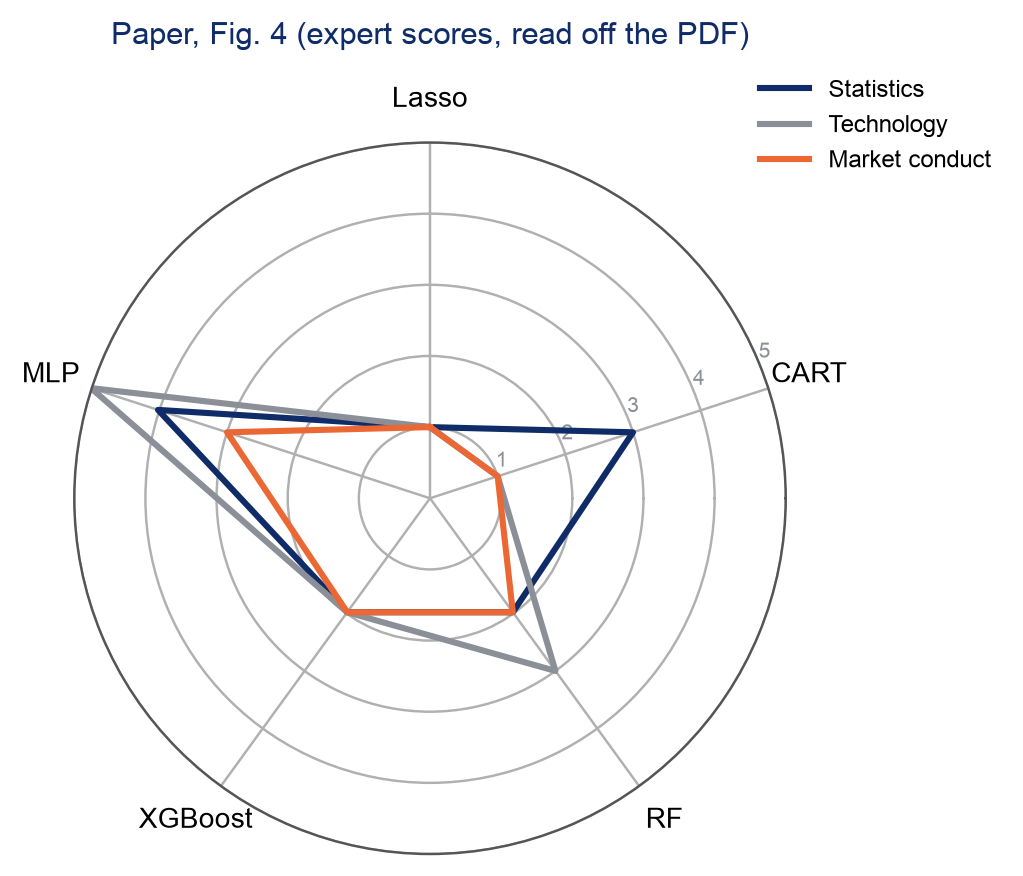 Paper, Fig. 4 (expert scores, read off the PDF)
Lasso
Statistics
Technology
Market conduct
MLP
CART
5
4
3
2
1
XGBoost
RF